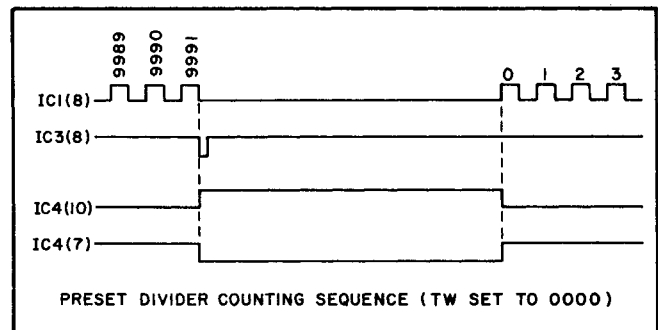 9989
9990
9991
0 1 2 3
IC1(8)
IC3(8)
IC4(10)
IC4(7)
PRESET DIVIDER COUNTING SEQUENCE (TW SET TO 0000)